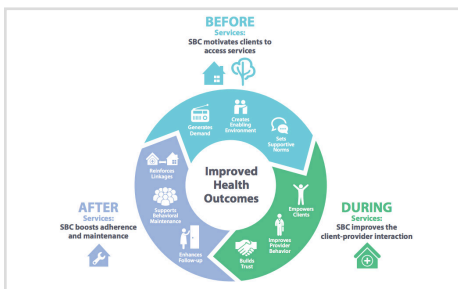 BEFORE
Services:
SBC motivates clients to
access services
Generates
Demand
Creates
Enabling
Environment
Sets
Supportive
Norms
Reinforces
Linkages
Supports
Behavioral
Maintenance
Enhances
Follow-up
Improved
Health
Outcomes
Empowers
Clients
Improves
Provider
Behavior
Builds
Trust
AFTER
Services:
SBC boosts adherence
and maintenance
DURING
Services:
SBC improves the
client-provider interaction